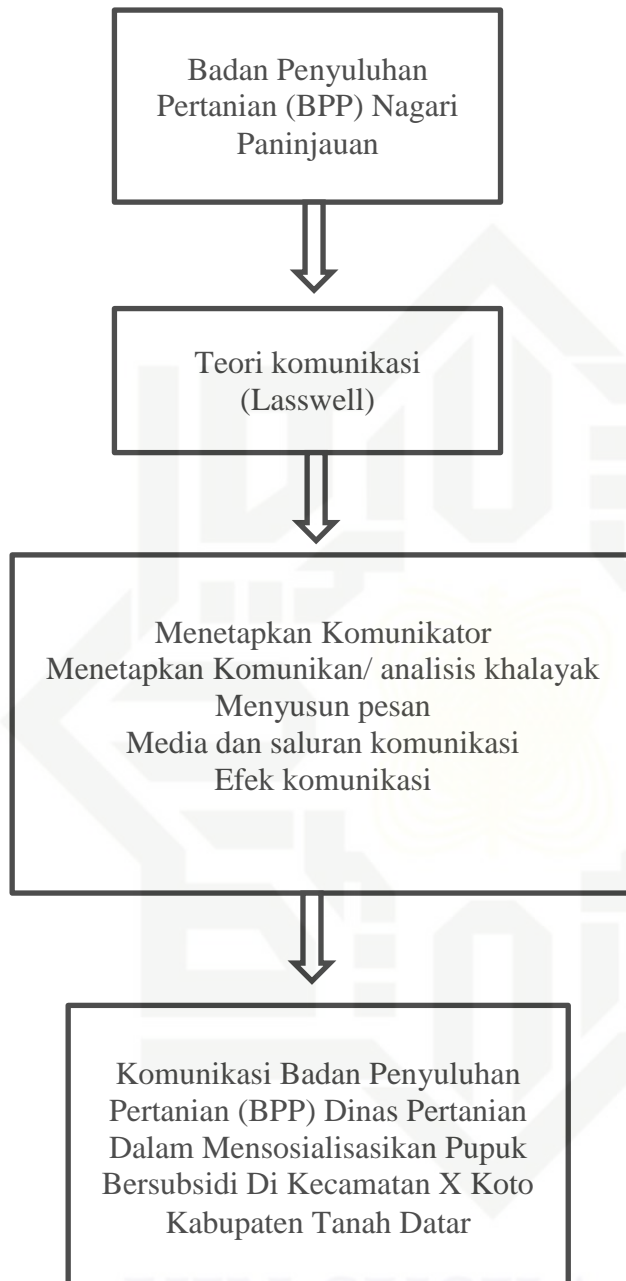 Badan Penyuluhan
Pertanian (BPP) Nagari
Paninjauan
Teori komunikasi
(Lasswell)
Menetapkan Komunikator
Menetapkan Komunikan/ analisis khalayak
Menyusun pesan
Media dan saluran komunikasi
Efek komunikasi
Komunikasi Badan Penyuluhan
Pertanian (BPP) Dinas Pertanian
Dalam Mensosialisasikan Pupuk
Bersubsidi Di Kecamatan X Koto
Kabupaten Tanah Datar